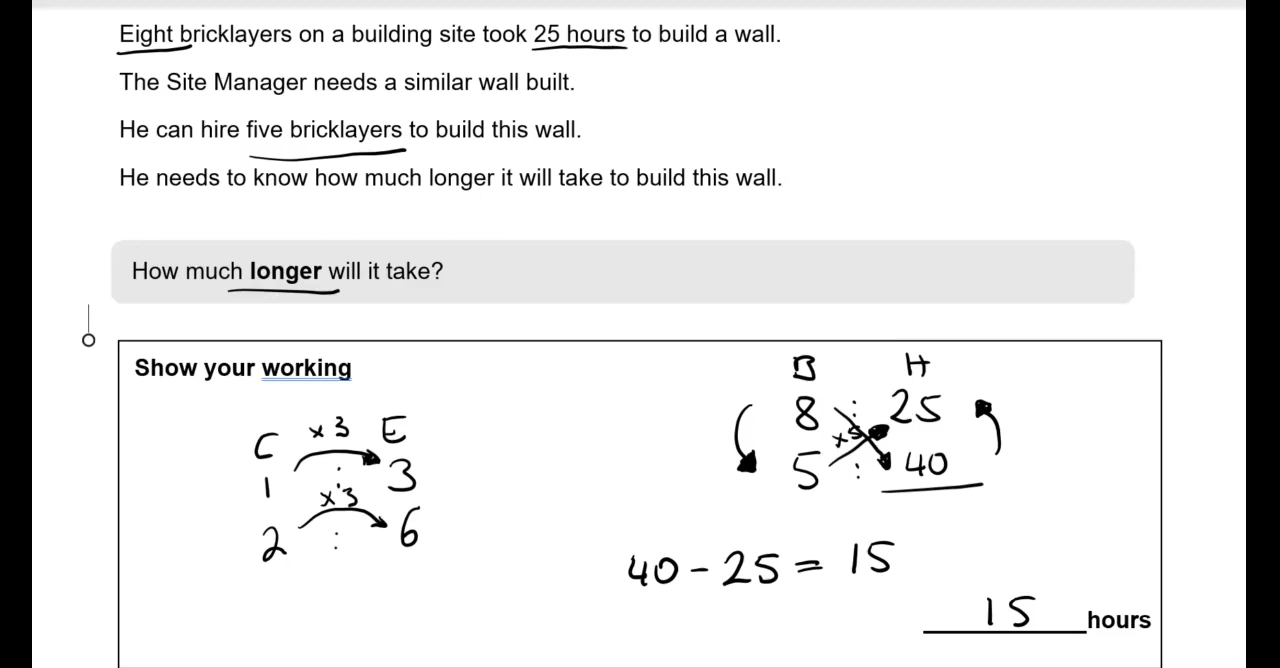 Eight bricklayers on a building site took 25 hours to build a wall.
The Site Manager needs a similar wall built.
He can hire five bricklayers to build this wall.
He needs to know how much longer it will take to build this wall.
How much longer will it take?
Show your working
C x3 E
1 : 3
x3
2 : 6
B H
8 : 25
x5
5 : 40
40 - 25 = 15
15 hours